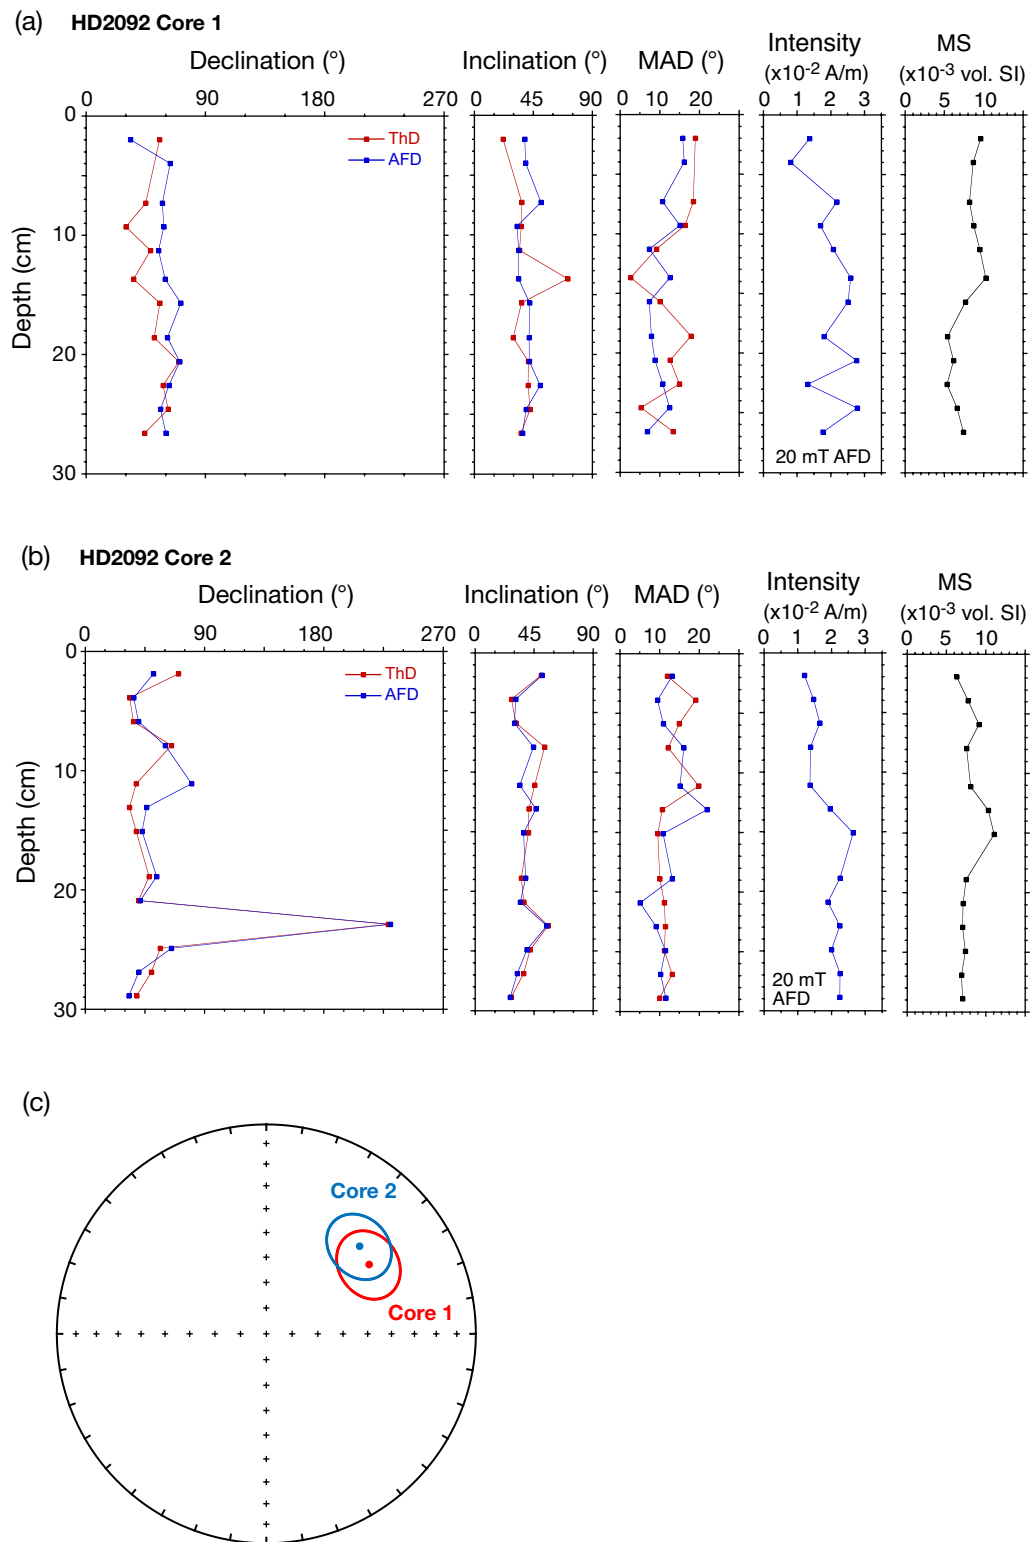 (a) HD2092 Core 1
Declination (°) Inclination (°) MAD (°) Intensity (x10-2 A/m) MS (x10-3 vol. SI)
0 90 180 270 0 45 90 0 10 20 0 1 2 3 0 5 10
0
ThD
AFD
10
Depth (cm)
20
20 mT AFD
30
(b) HD2092 Core 2
Declination (°) Inclination (°) MAD (°) Intensity (x10-2 A/m) MS (x10-3 vol. SI)
0 90 180 270 0 45 90 0 10 20 0 1 2 3 0 5 10
0
ThD
AFD
10
Depth (cm)
20
20 mT
AFD
30
(c)
Core 2
Core 1